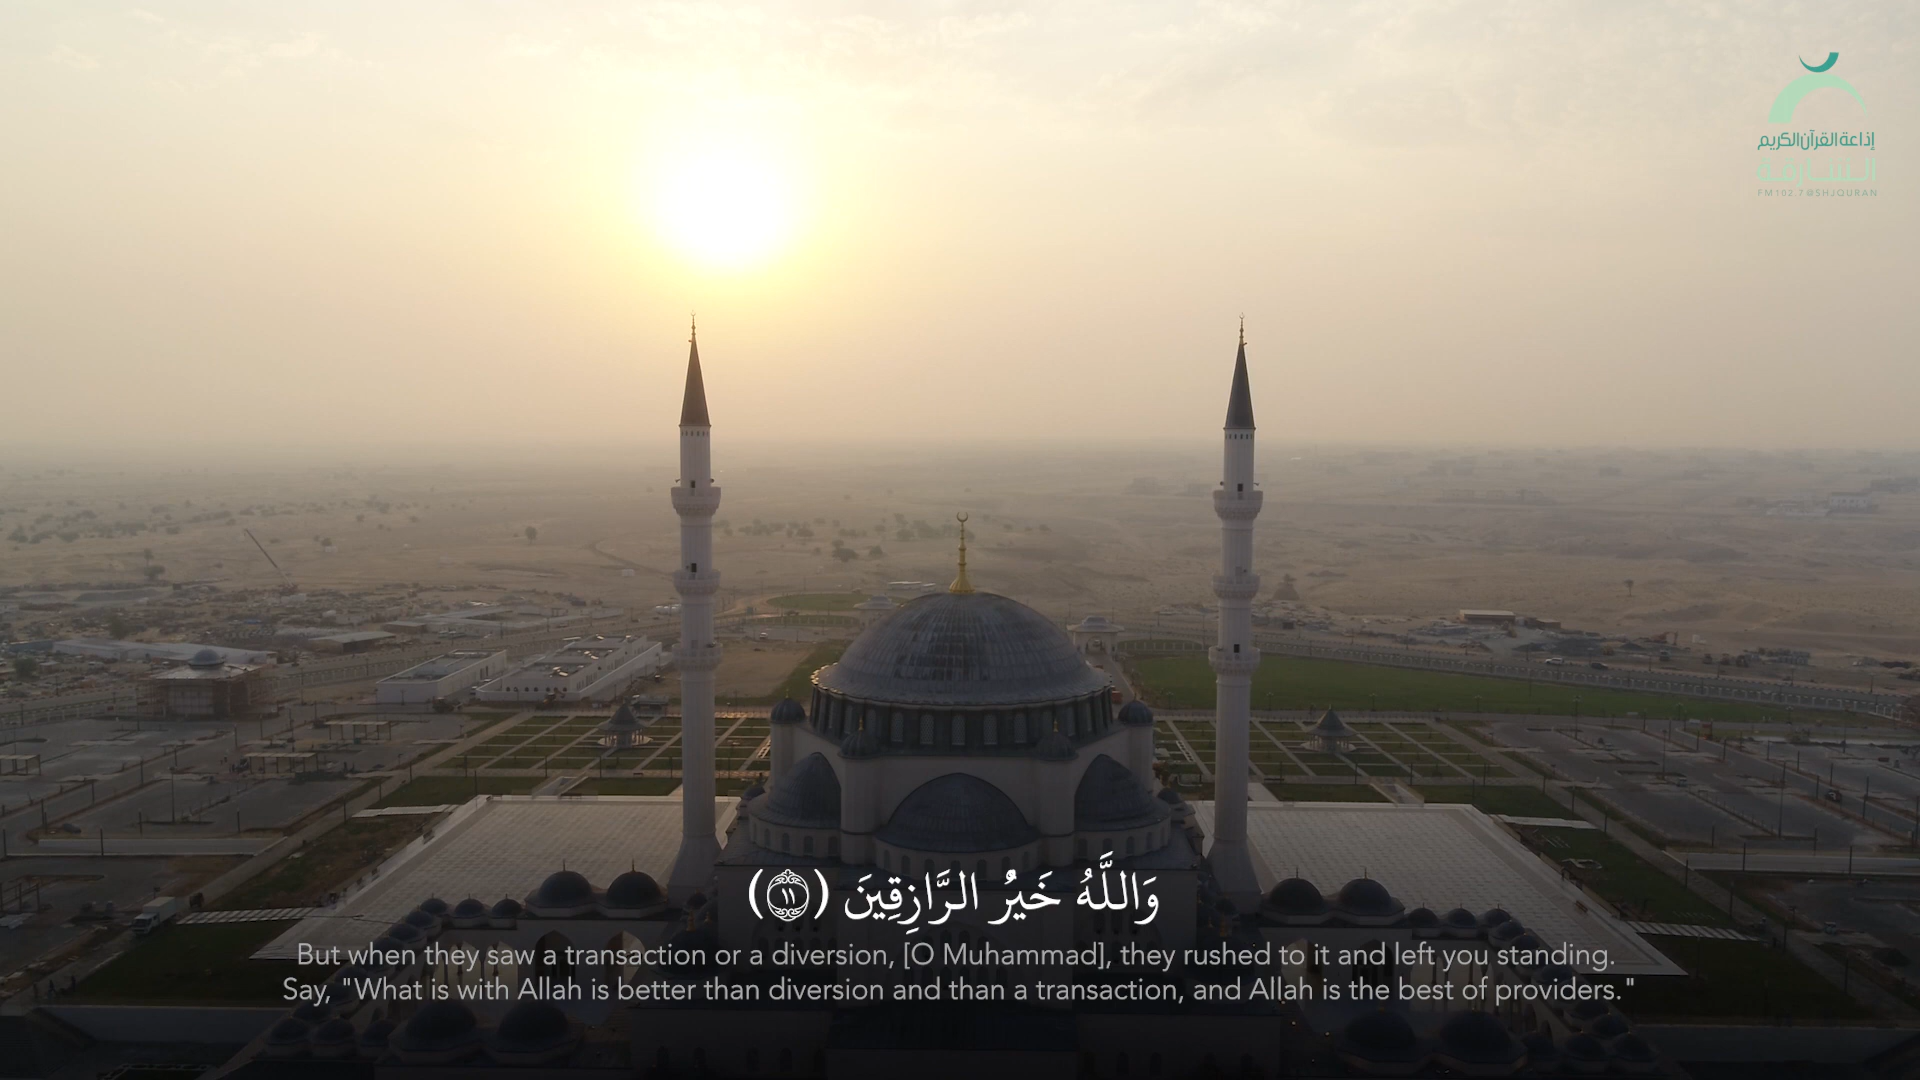 إذاعة القرآن الكريم
الشارقة
FM102.7@SHJQURAN
وَاللَّهُ خَيْرُ الرَّازِقِينَ (١١)
But when they saw a transaction or a diversion, [O Muhammad], they rushed to it and left you standing.
Say, "What is with Allah is better than diversion and than a transaction, and Allah is the best of providers."